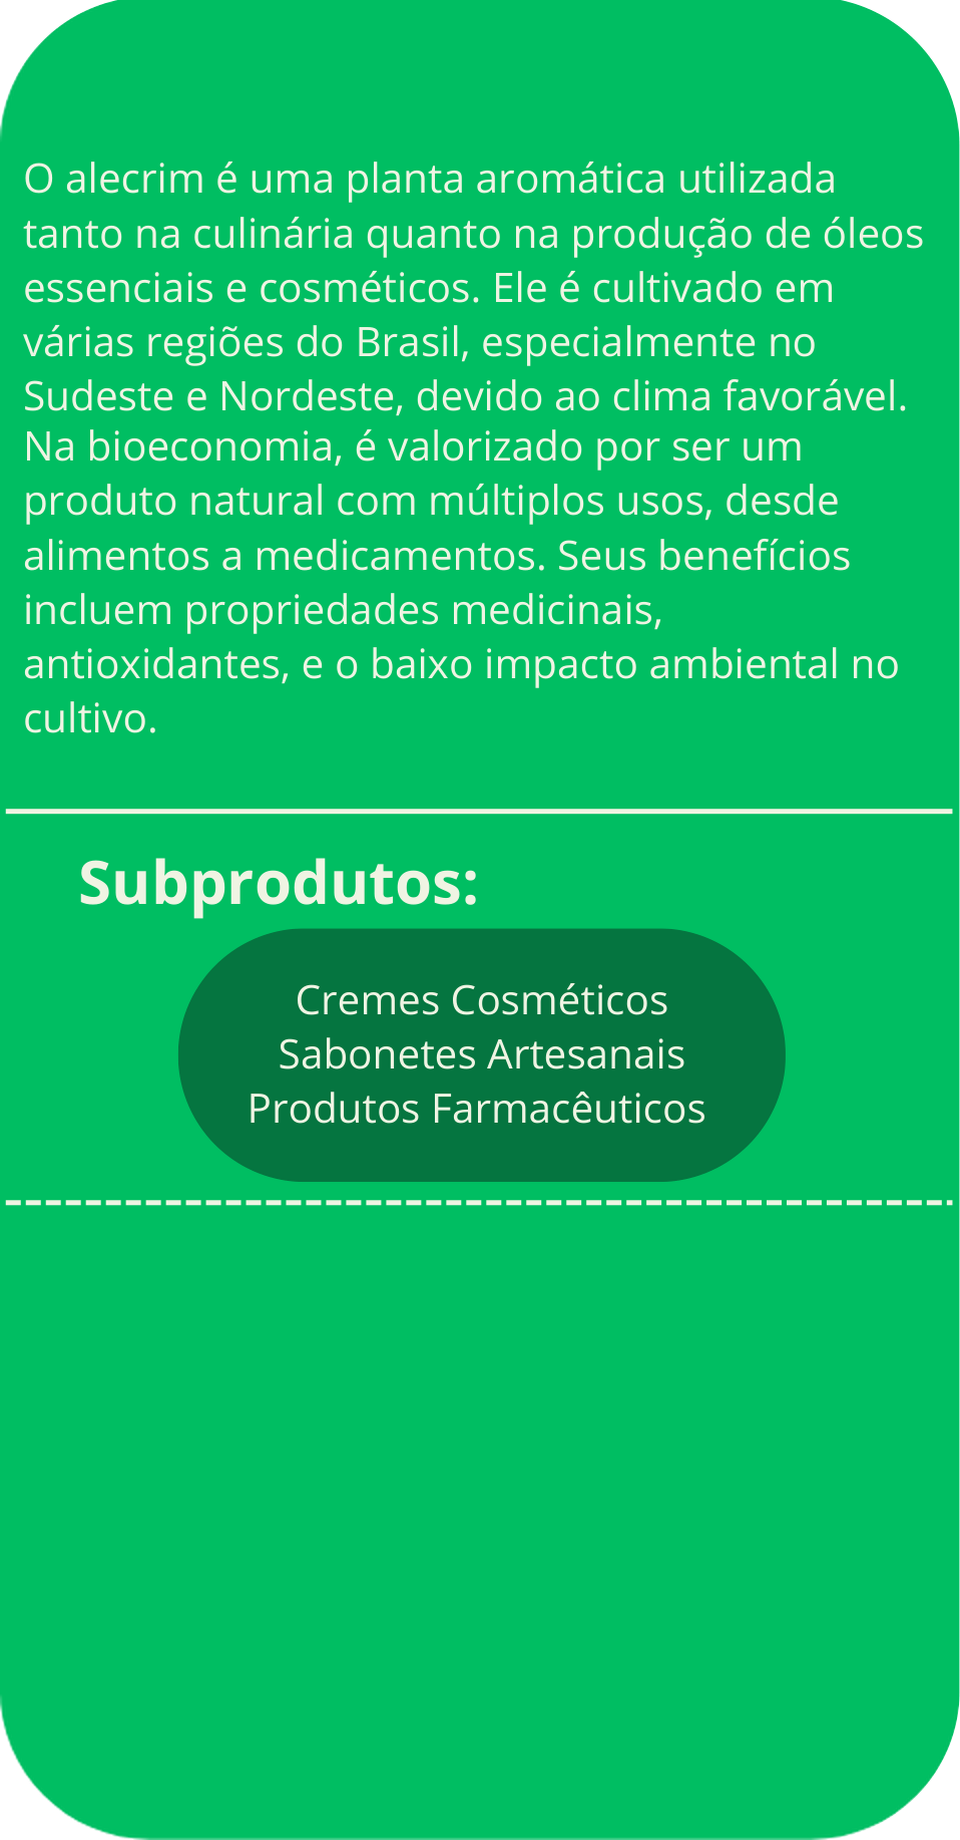 O alecrim é uma planta aromática utilizada
tanto na culinária quanto na produção de óleos
essenciais e cosméticos. Ele é cultivado em
várias regiões do Brasil, especialmente no
Sudeste e Nordeste, devido ao clima favorável.
Na bioeconomia, é valorizado por ser um
produto natural com múltiplos usos, desde
alimentos a medicamentos. Seus benefícios
incluem propriedades medicinais,
antioxidantes, e o baixo impacto ambiental no
cultivo.
Subprodutos:
Cremes Cosméticos
Sabonetes Artesanais
Produtos Farmacêuticos